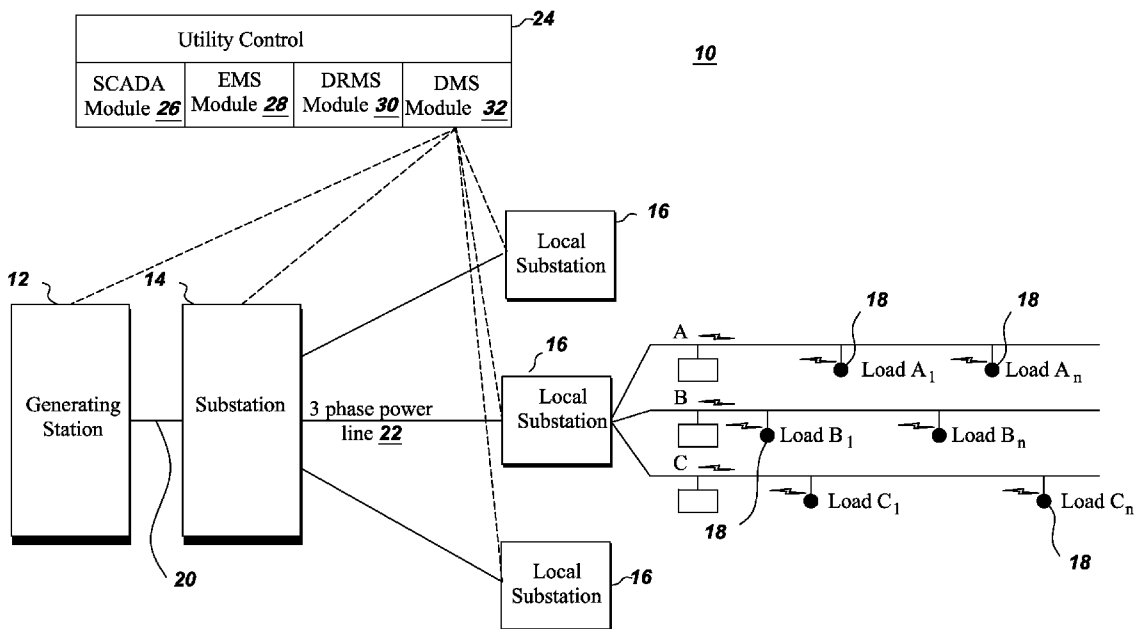 24
Utility Control
10
SCADA Module 26
EMS Module 28
DRMS Module 30
DMS Module 32
16
Local Substation
12
14
18
18
A
Load A1
Load An
16
Generating Station
Substation
3 phase power line 22
Local Substation
B
Load B1
Load Bn
C
Load C1
Load Cn
18
18
20
Local Substation
16